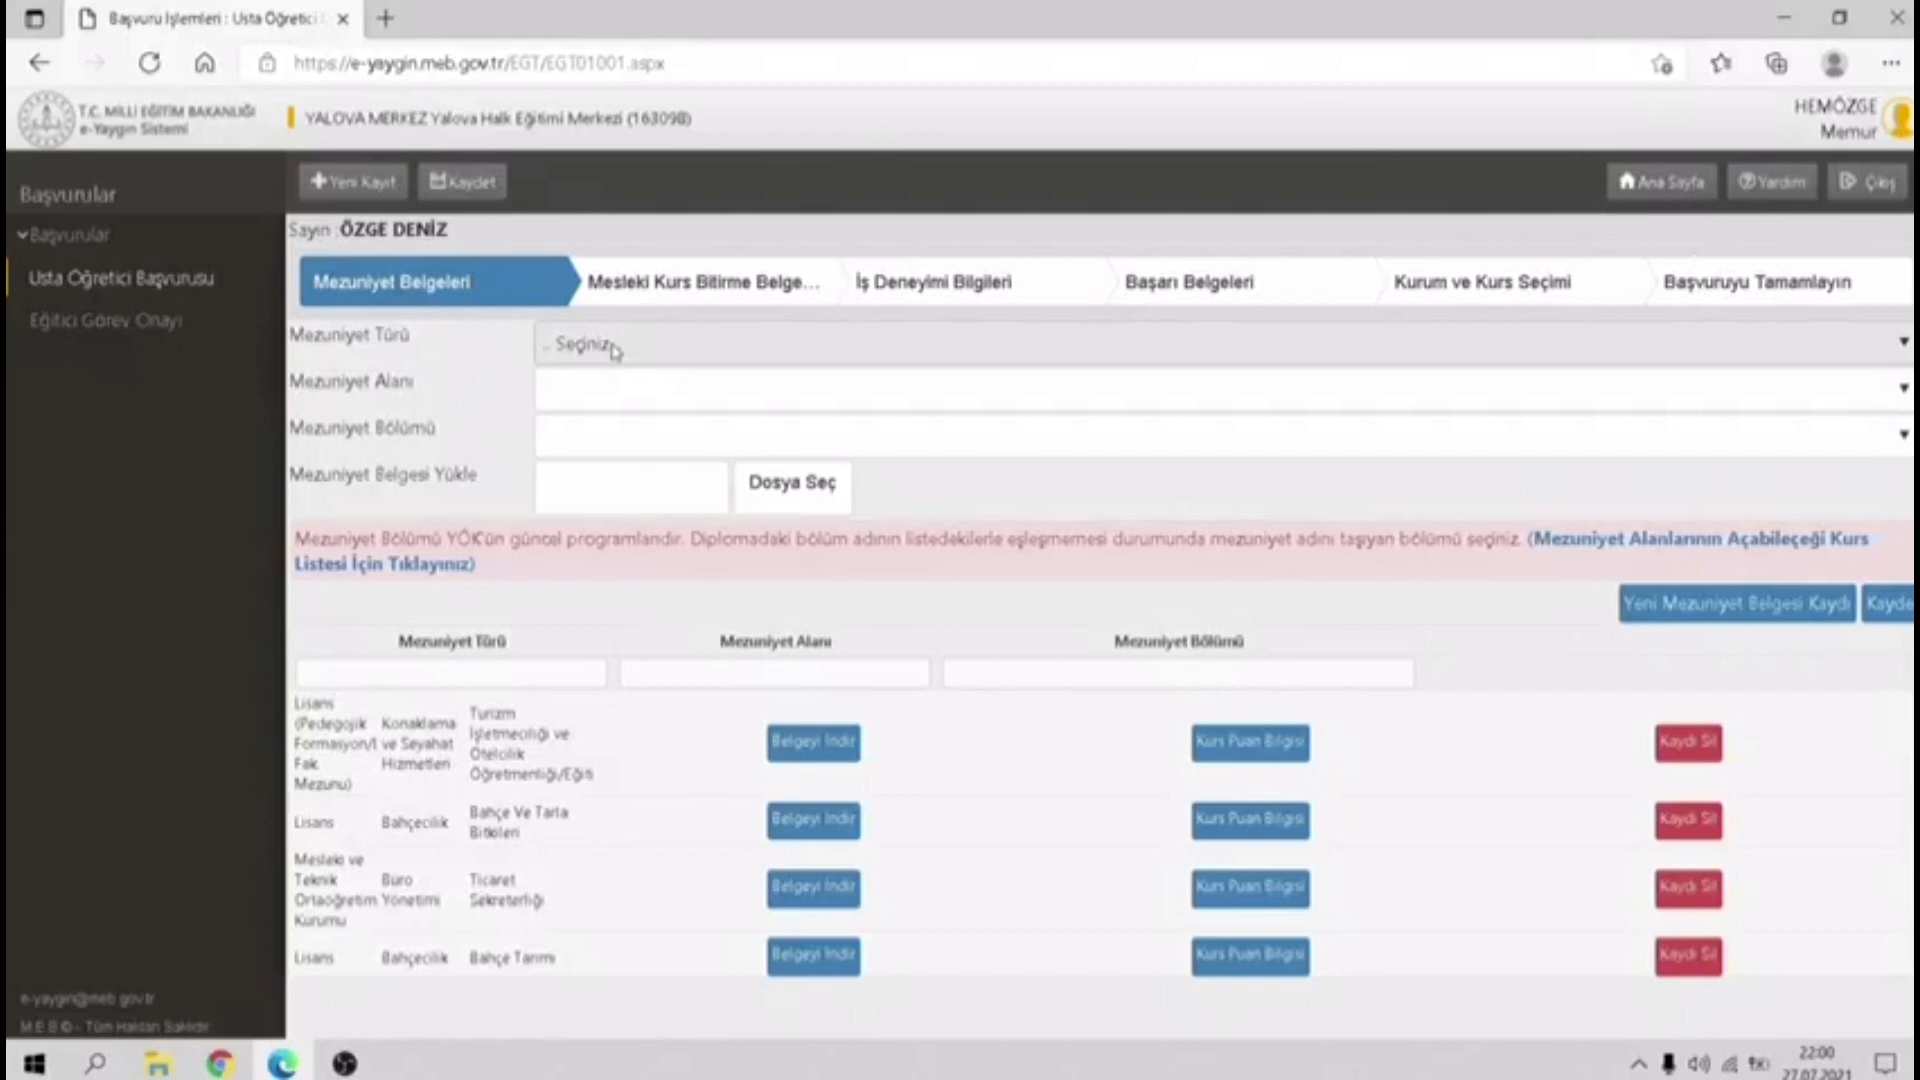 Başvuru İşlemleri : Usta Öğretici
https://e-yaygin.meb.gov.tr/EGT/EGT01001.aspx
T.C. MİLLİ EĞİTİM BAKANLIĞI
e-Yaygın Sistemi
YALOVA MERKEZ Yalova Halk Eğitimi Merkezi (163098)
HEMÖZGE
Memur
Başvurular
Yeni Kayıt
Kaydet
Ana Sayfa
Yardım
Çıkış
Başvurular
Usta Öğretici Başvurusu
Eğitici Görev Onayı
Sayın : ÖZGE DENİZ
Mezuniyet Belgeleri
Mesleki Kurs Bitirme Belge...
İş Deneyimi Bilgileri
Başarı Belgeleri
Kurum ve Kurs Seçimi
Başvuruyu Tamamlayın
Mezuniyet Türü
.. Seçiniz
Mezuniyet Alanı
Mezuniyet Bölümü
Mezuniyet Belgesi Yükle
Dosya Seç
Mezuniyet Bölümü YÖK'ün güncel programlarıdır. Diplomadaki bölüm adının listedekilerle eşleşmemesi durumunda mezuniyet adını taşıyan bölümü seçiniz. (Mezuniyet Alanlarının Açabileceği Kurs
Listesi İçin Tıklayınız)
Yeni Mezuniyet Belgesi Kaydı
Kayde
Mezuniyet Türü
Mezuniyet Alanı
Mezuniyet Bölümü
Lisans
(Pedegojik
Formasyon/
Fak
Mezunu)
Konaklama
ve Seyahat
Hizmetleri
Turizm
İşletmeciliği ve
Otelcilik
Öğretmenliği/Eğiti
Belgeyi İndir
Kurs Puan Bilgisi
Kaydı Sil
Lisans
Bahçecilik
Bahçe Ve Tarla
Bitkileri
Belgeyi İndir
Kurs Puan Bilgisi
Kaydı Sil
Mesleki ve
Teknik
Ortaöğretim
Kurumu
Büro
Yönetimi
Ticaret
Sekreterliği
Belgeyi İndir
Kurs Puan Bilgisi
Kaydı Sil
Lisans
Bahçecilik
Bahçe Tarımı
Belgeyi İndir
Kurs Puan Bilgisi
Kaydı Sil
e-yaygin@meb.gov.tr
M.E.B © - Tüm Hakları Saklıdır
22:00
27.07.2021